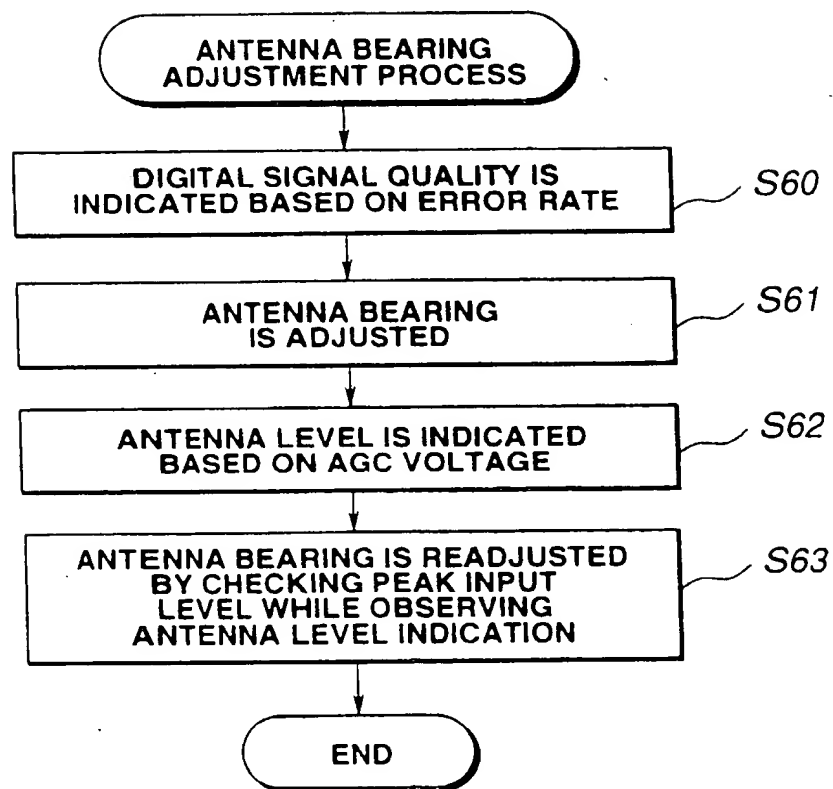 ANTENNA BEARING
ADJUSTMENT PROCESS
DIGITAL SIGNAL QUALITY IS
INDICATED BASED ON ERROR RATE
S60
ANTENNA BEARING
IS ADJUSTED
S61
ANTENNA LEVEL IS INDICATED
BASED ON AGC VOLTAGE
S62
ANTENNA BEARING IS READJUSTED
BY CHECKING PEAK INPUT
LEVEL WHILE OBSERVING
ANTENNA LEVEL INDICATION
S63
END